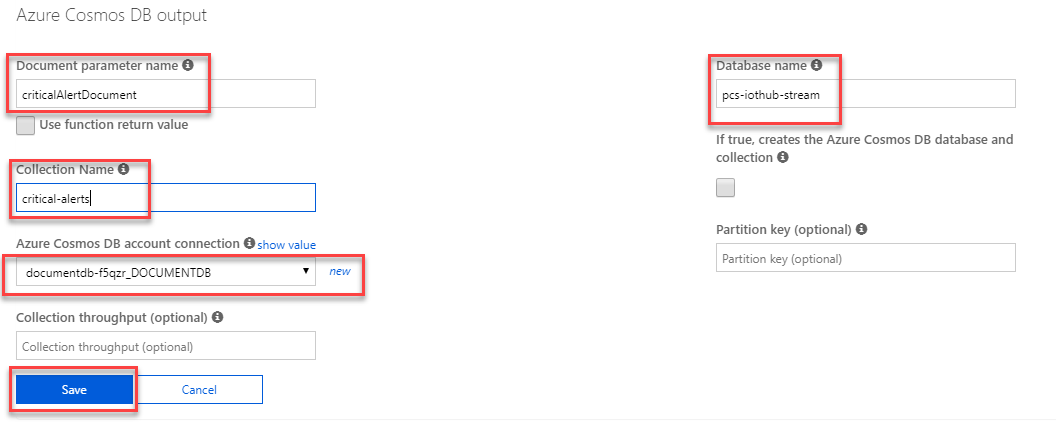 Azure Cosmos DB output
Document parameter name
criticalAlertDocument
Use function return value
Collection Name
critical-alerts
Azure Cosmos DB account connection show value
documentdb-f5qzr_DOCUMENTDB new
Collection throughput (optional)
Collection throughput (optional)
Save Cancel
Database name
pcs-iothub-stream
If true, creates the Azure Cosmos DB database and
collection
Partition key (optional)
Partition key (optional)